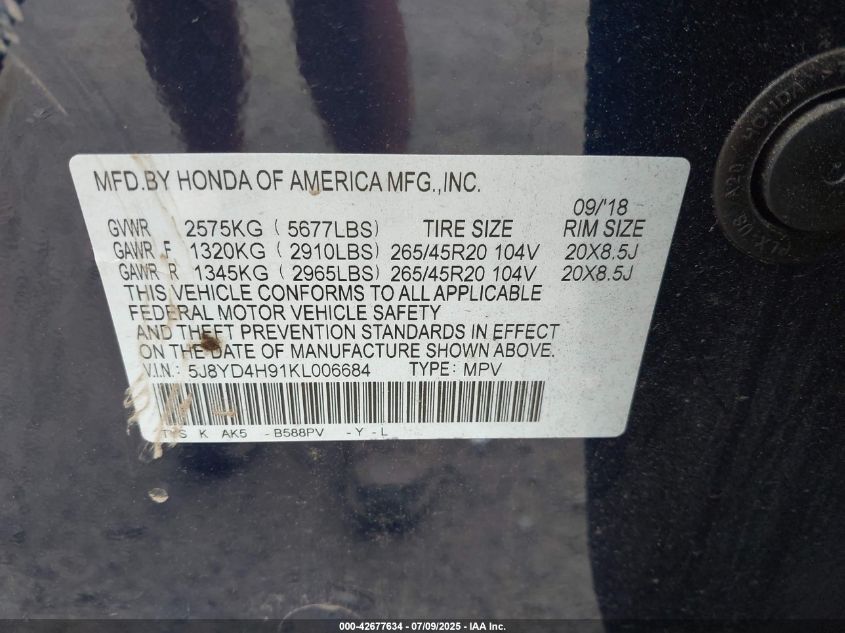 MFD.BY HONDA OF AMERICA MFG.,INC.
09/'18
GVWR 2575KG ( 5677LBS) TIRE SIZE RIM SIZE
GAWR F 1320KG ( 2910LBS) 265/45R20 104V 20X8.5J
GAWR R 1345KG ( 2965LBS) 265/45R20 104V 20X8.5J
THIS VEHICLE CONFORMS TO ALL APPLICABLE
FEDERAL MOTOR VEHICLE SAFETY
AND THEFT PREVENTION STANDARDS IN EFFECT
ON THE DATE OF MANUFACTURE SHOWN ABOVE.
V.I.N.: 5J8YD4H91KL006684 TYPE: MPV
K AK5 -B588PV -Y-L
HONDA
000-42677634 - 07/09/2025 - IAA Inc.